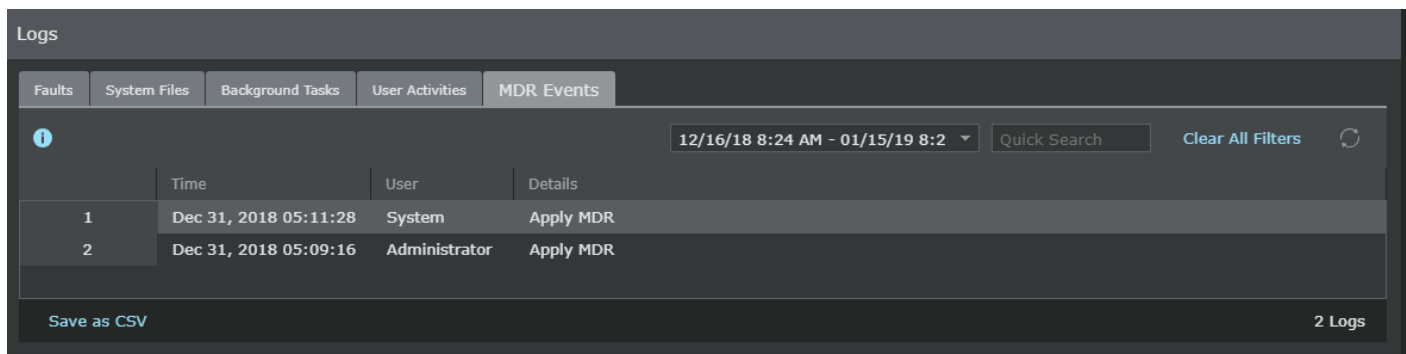 Logs
Faults System Files Background Tasks User Activities MDR Events
12/16/18 8:24 AM - 01/15/19 8:2 Quick Search Clear All Filters
Time User Details
1 Dec 31, 2018 05:11:28 System Apply MDR
2 Dec 31, 2018 05:09:16 Administrator Apply MDR
Save as CSV 2 Logs